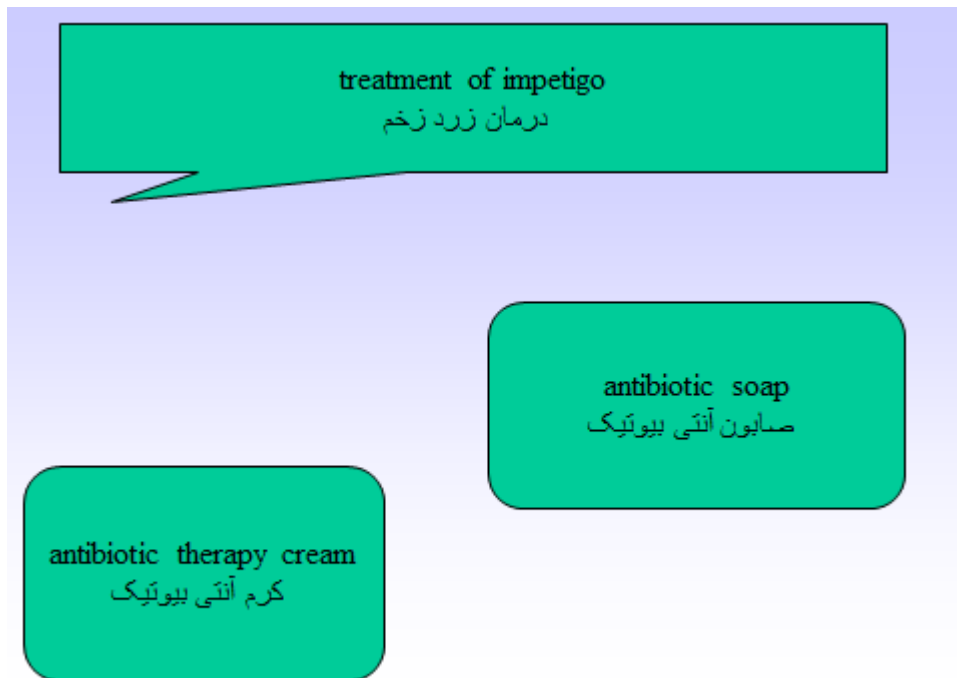 treatment of impetigo
درمان زرد زخم
antibiotic soap
صابون آنتی بیوتیک
antibiotic therapy cream
کرم آنتی بیوتیک